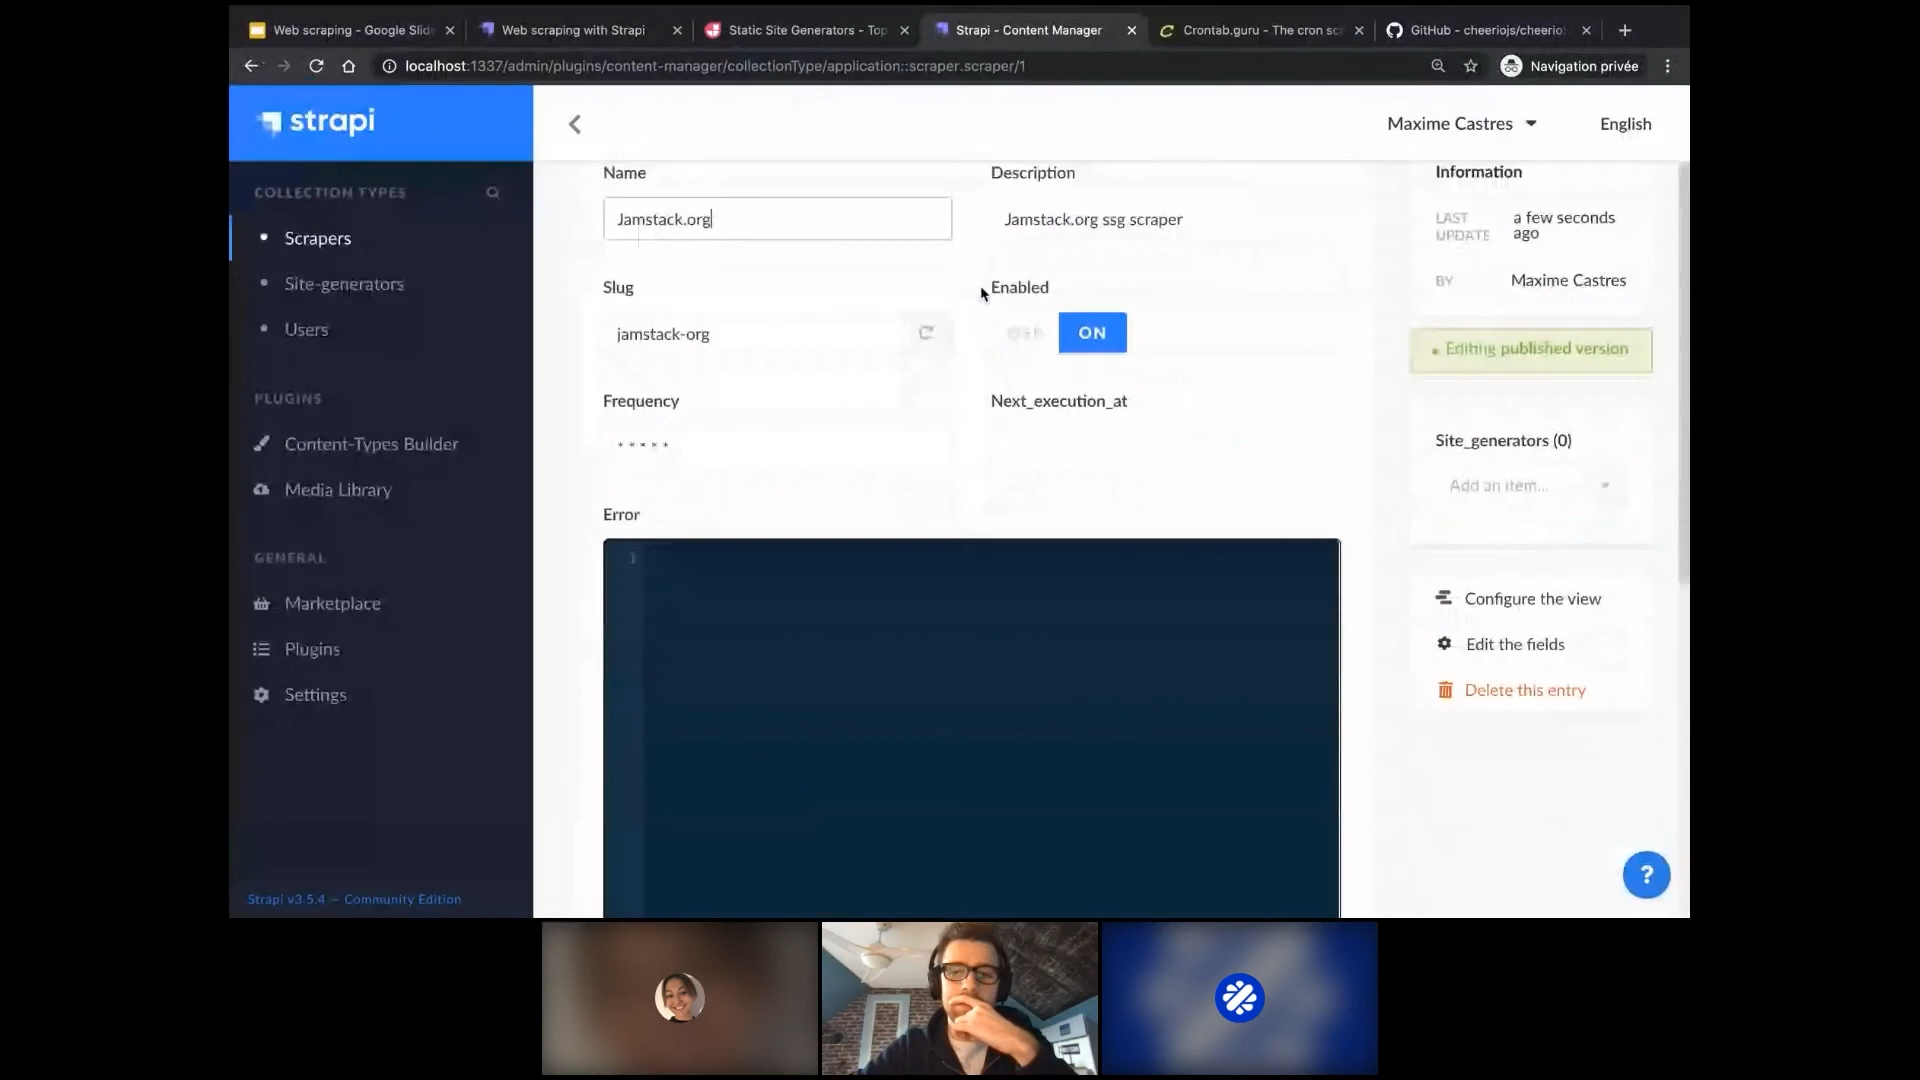 Web scraping - Google Slide
Web scraping with Strapi
Static Site Generators - Top
Strapi - Content Manager
Crontab.guru - The cron sc
GitHub - cheeriojs/cheerio:
localhost:1337/admin/plugins/content-manager/collectionType/application::scraper.scraper/1
Navigation privée
strapi
Maxime Castres
English
COLLECTION TYPES
Scrapers
Site-generators
Users
PLUGINS
Content-Types Builder
Media Library
GENERAL
Marketplace
Plugins
Settings
Strapi v3.5.4 — Community Edition
Name
Jamstack.org
Description
Jamstack.org ssg scraper
Slug
jamstack-org
Enabled
OFF
ON
Frequency
* * * * *
Next_execution_at
Error
1
Information
LAST UPDATE
a few seconds ago
BY
Maxime Castres
Editing published version
Site_generators (0)
Add an item...
Configure the view
Edit the fields
Delete this entry
?